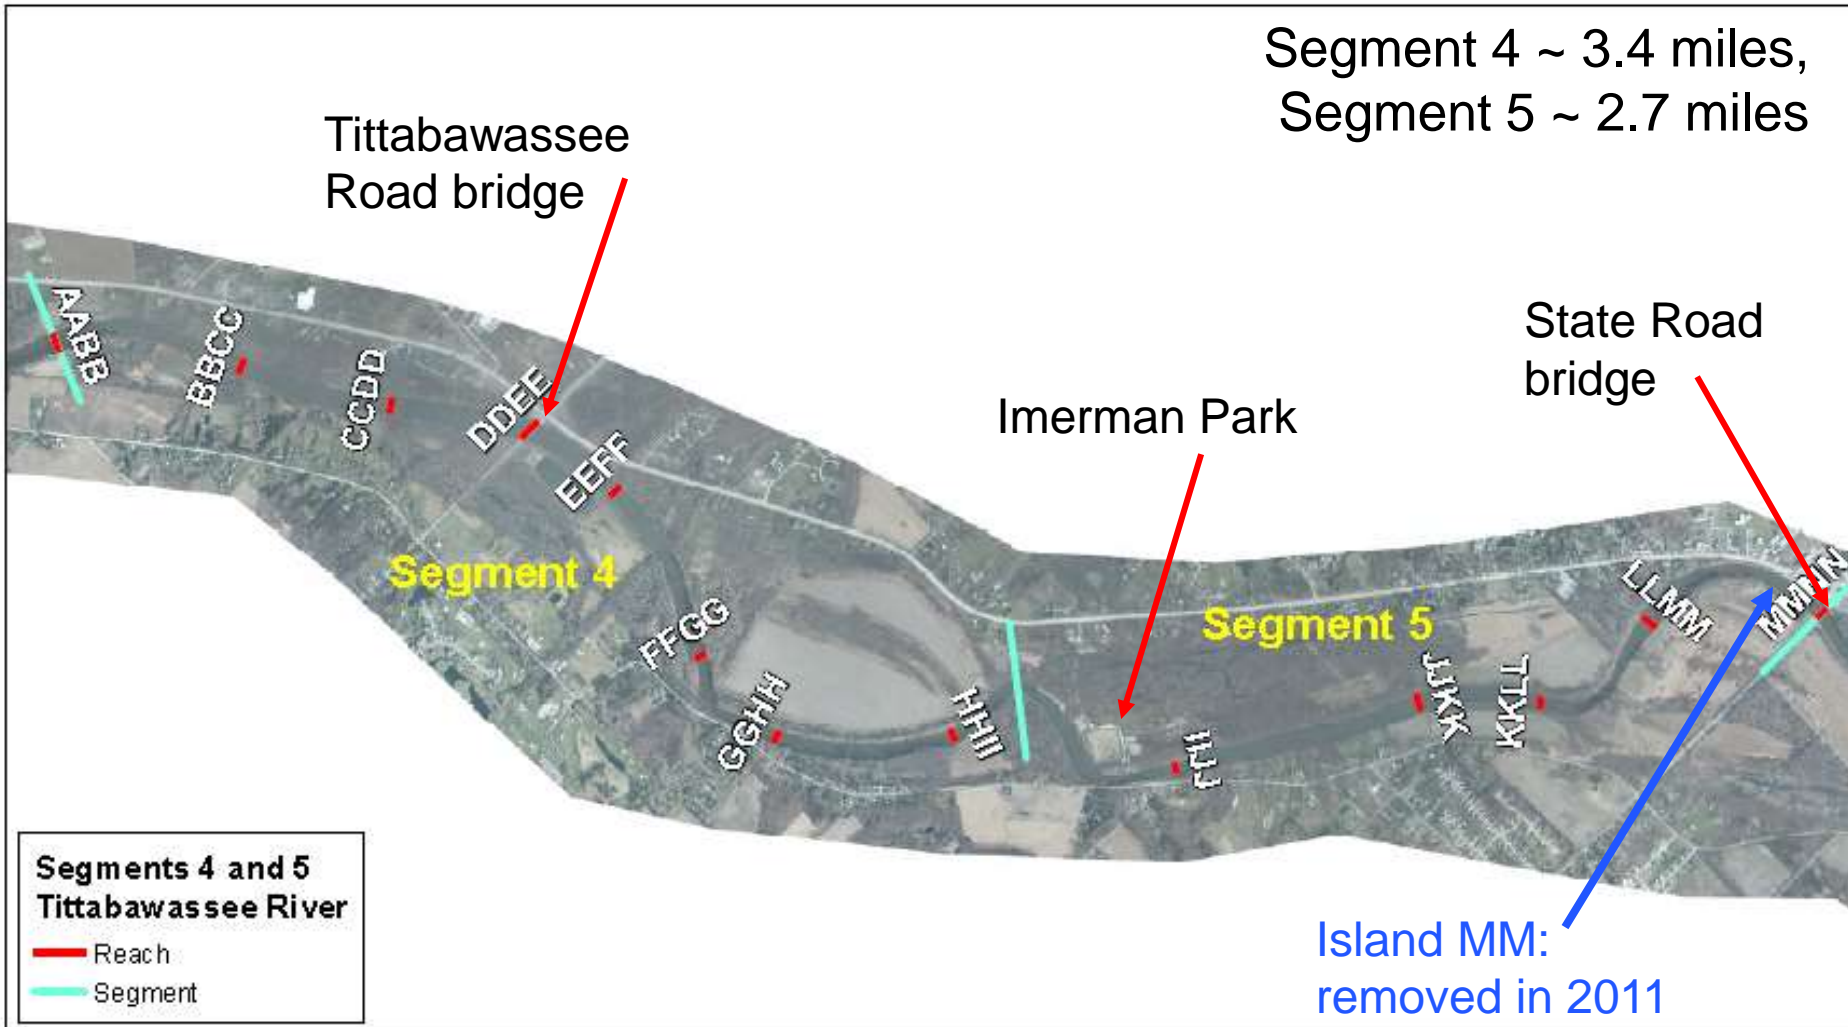 Segment 4 ~ 3.4 miles,
Segment 5 ~ 2.7 miles
Tittabawassee
Road bridge
State Road
bridge
Imerman Park
AABB
BBCC
CCDD
DDEE
EEFF
Segment 4
FFGG
GGHH
HHII
Segment 5
IIJJ
JJKK
KKLL
LLMM
MMNN
Island MM:
removed in 2011
Segments 4 and 5
Tittabawassee River
Reach
Segment